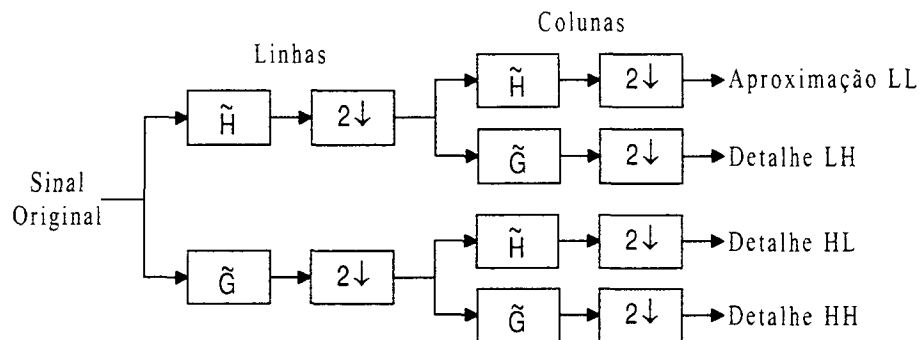 Colunas
Linhas
H̃ 2↓ Aproximação LL
H̃ 2↓
G̃ 2↓ Detalhe LH
Sinal
Original
H̃ 2↓ Detalhe HL
G̃ 2↓
G̃ 2↓ Detalhe HH